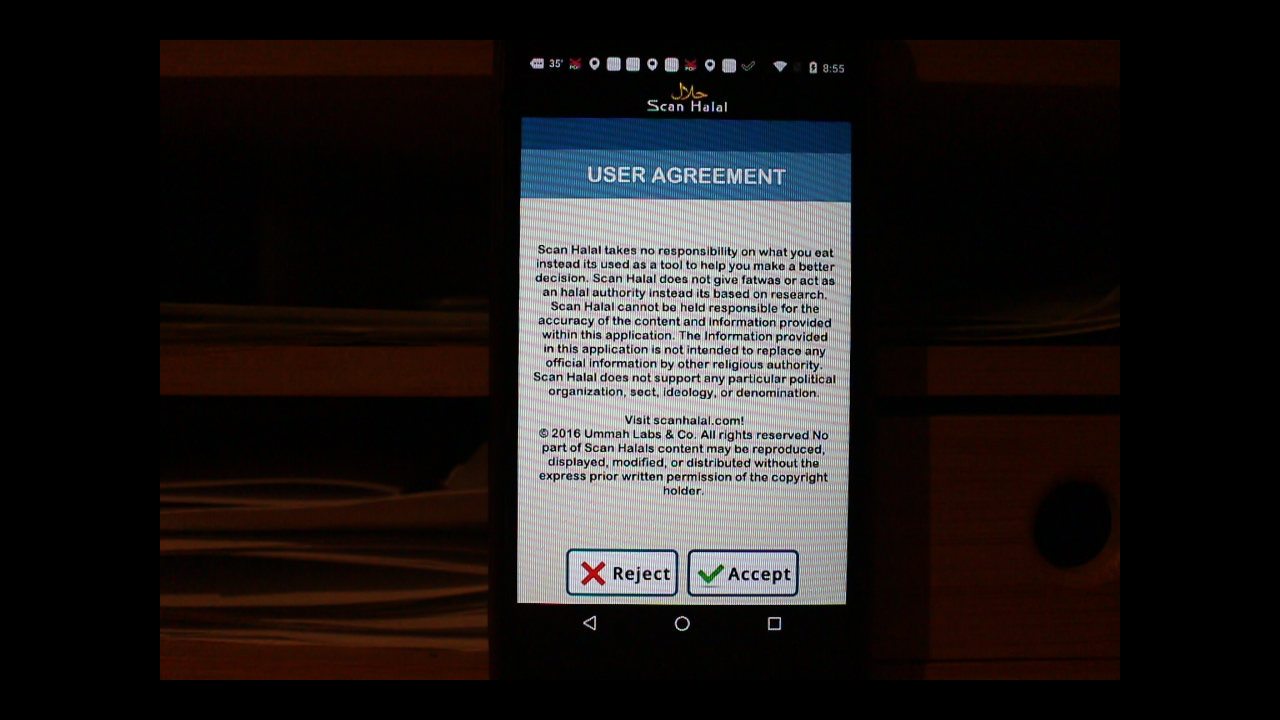 35'
PDF
PDF
8:55
حلال
Scan Halal
USER AGREEMENT
Scan Halal takes no responsibility on what you eat
instead its used as a tool to help you make a better
decision. Scan Halal does not give fatwas or act as
an halal authority instead its based on research.
Scan Halal cannot be held responsible for the
accuracy of the content and information provided
within this application. The Information provided
in this application is not intended to replace any
official information by other religious authority.
Scan Halal does not support any particular political
organization, sect, ideology, or denomination.
Visit scanhalal.com!
© 2016 Ummah Labs & Co. All rights reserved No
part of Scan Halals content may be reproduced,
displayed, modified, or distributed without the
express prior written permission of the copyright
holder.
Reject
Accept